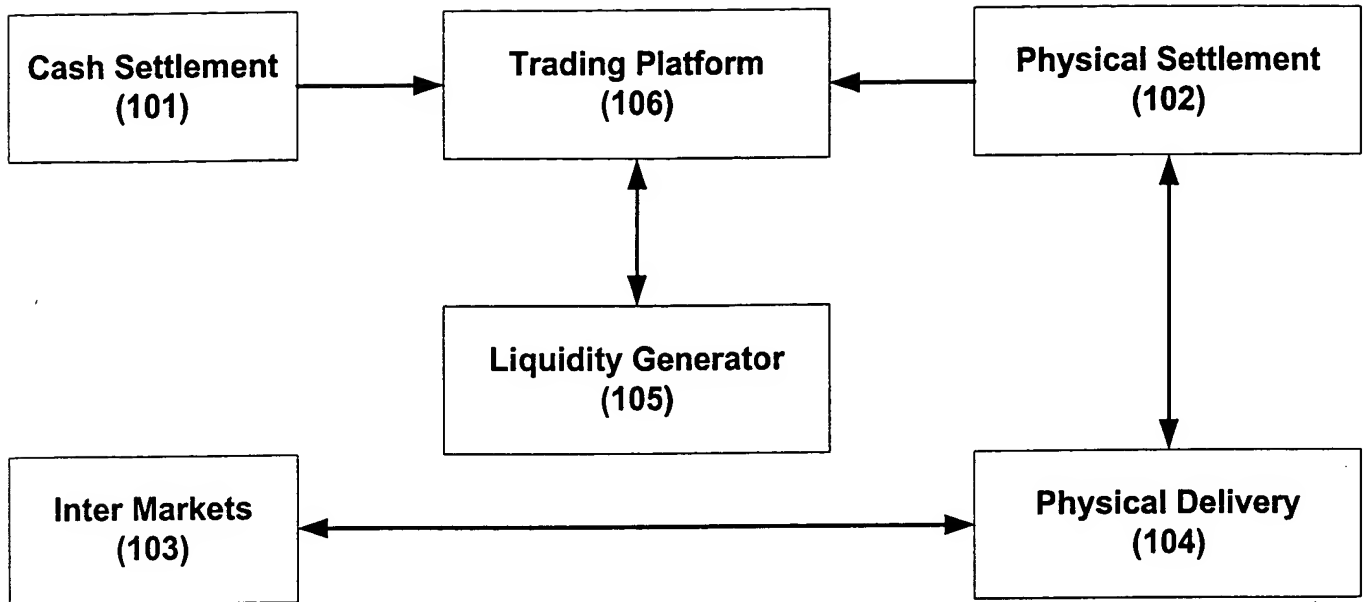 Cash Settlement
(101)
Trading Platform
(106)
Physical Settlement
(102)
Liquidity Generator
(105)
Inter Markets
(103)
Physical Delivery
(104)